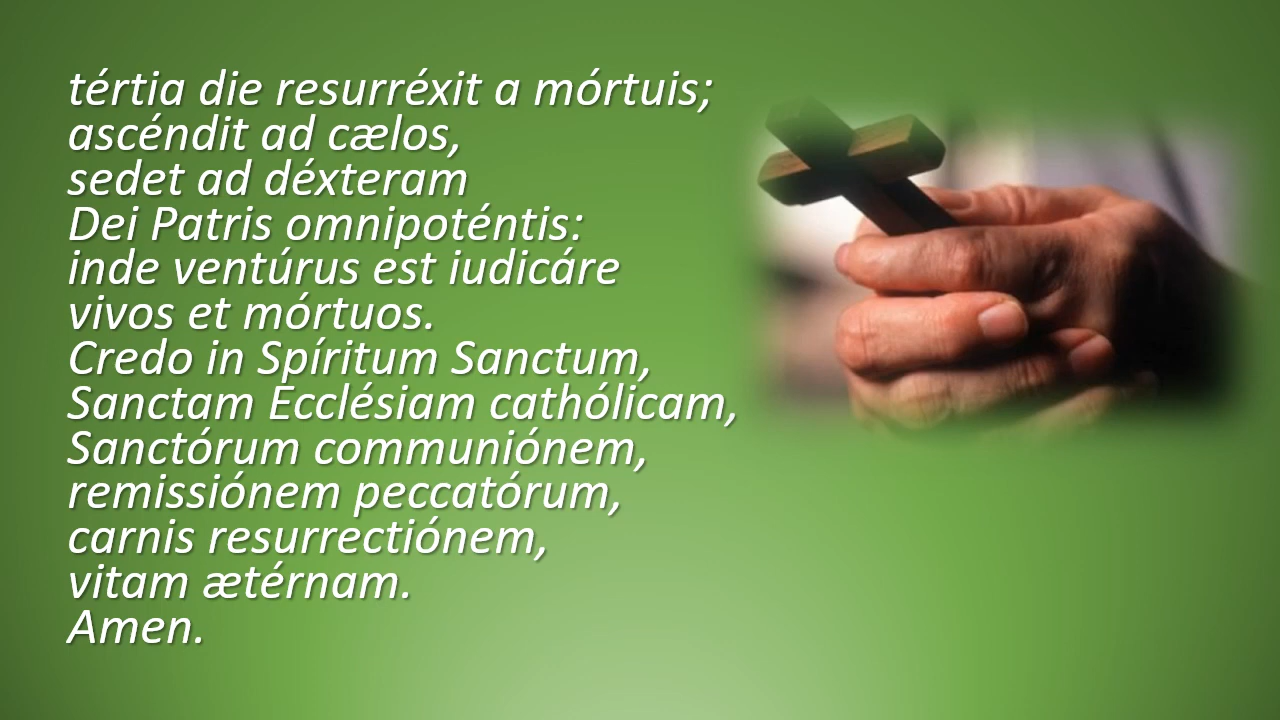 tértia die resurréxit a mórtuis;
ascéndit ad cælos,
sedet ad déxteram
Dei Patris omnipoténtis:
inde ventúrus est iudicáre
vivos et mórtuos.
Credo in Spíritum Sanctum,
Sanctam Ecclésiam cathólicam,
Sanctórum communiónem,
remissiónem peccatórum,
carnis resurrectiónem,
vitam ætérnam.
Amen.